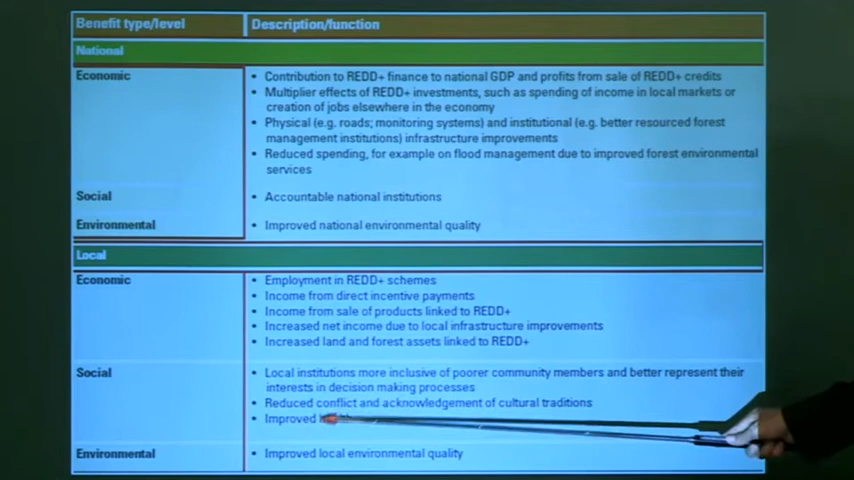 Benefit type/level Description/function
National
Economic • Contribution to REDD+ finance to national GDP and profits from sale of REDD+ credits
• Multiplier effects of REDD+ investments, such as spending of income in local markets or
creation of jobs elsewhere in the economy
• Physical (e.g. roads; monitoring systems) and institutional (e.g. better resourced forest
management institutions) infrastructure improvements
• Reduced spending, for example on flood management due to improved forest environmental
services
Social • Accountable national institutions
Environmental • Improved national environmental quality
Local
Economic • Employment in REDD+ schemes
• Income from direct incentive payments
• Income from sale of products linked to REDD+
• Increased net income due to local infrastructure improvements
• Increased land and forest assets linked to REDD+
Social • Local institutions more inclusive of poorer community members and better represent their
interests in decision making processes
• Reduced conflict and acknowledgement of cultural traditions
• Improved
Environmental • Improved local environmental quality